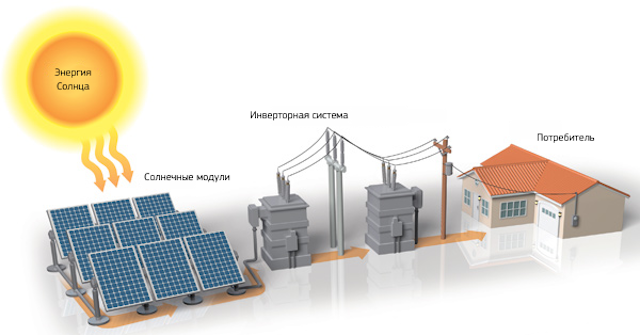 Энергия
Солнца
Инверторная система
Потребитель
Солнечные модули